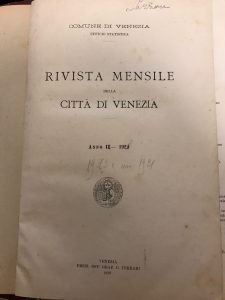 COMUNE DI VENEZIA
UFFICIO STATISTICA
RIVISTA MENSILE
DELLA
CITTÀ DI VENEZIA
ANNO II. — 1923
VENEZIA
PREM. OFF. GRAF. C. FERRARI